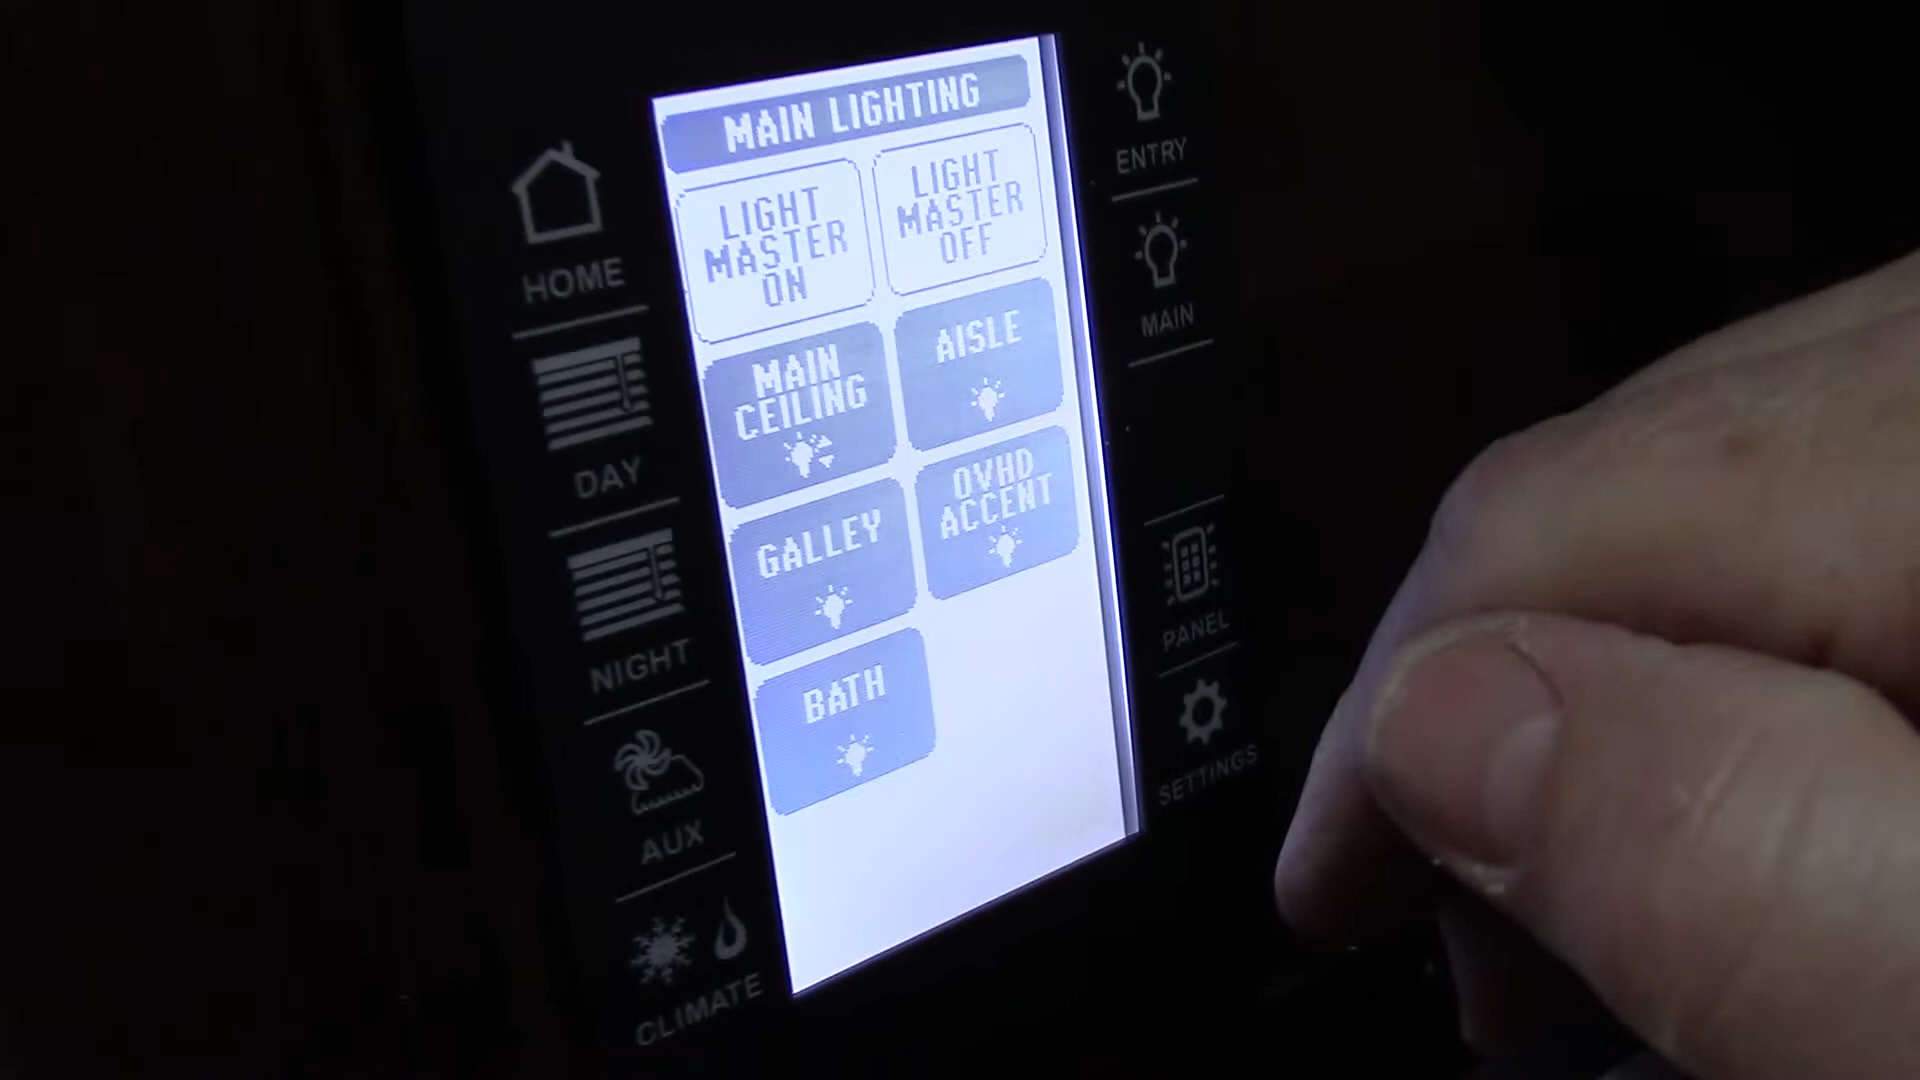 MAIN LIGHTING
LIGHT
MASTER
ON
LIGHT
MASTER
OFF
MAIN
CEILING
AISLE
GALLEY
OVHD
ACCENT
BATH
HOME
DAY
NIGHT
AUX
CLIMATE
ENTRY
MAIN
PANEL
SETTINGS